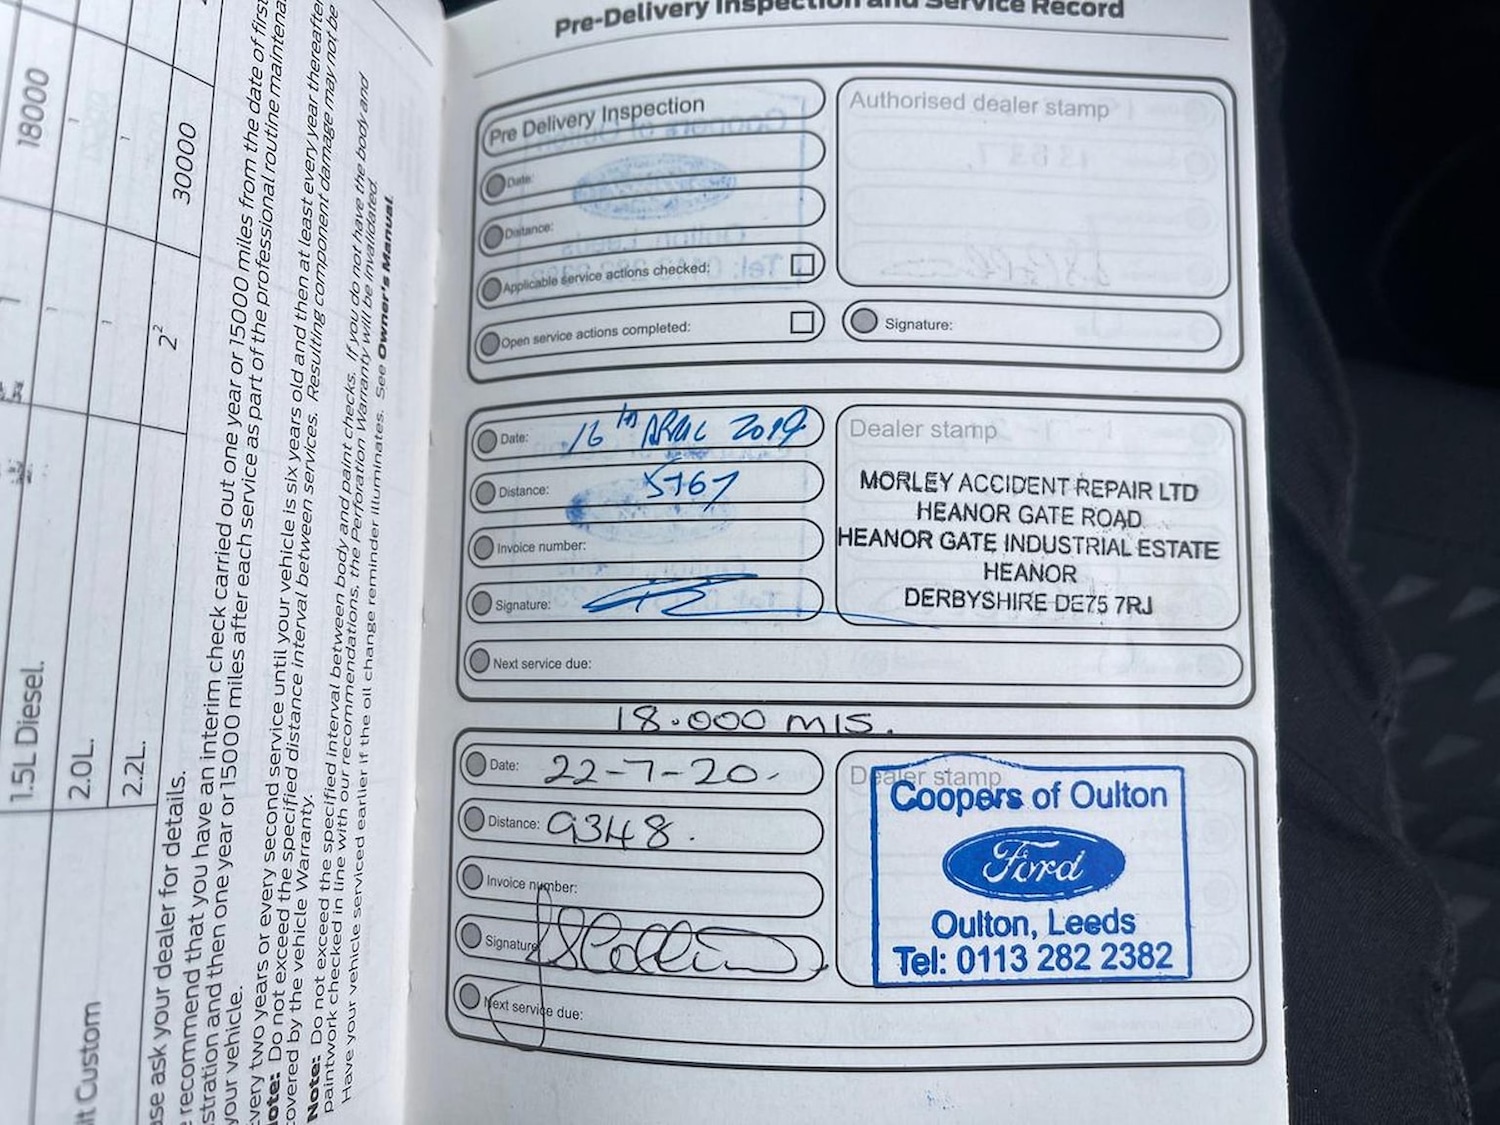 18000
30000
2²
1.5L Diesel.
2.0L.
2.2L.
lt Custom
ase ask your dealer for details.
e recommend that you have an interim check carried out one year or 15000 miles from the date of first
stration and then one year or 15000 miles after each service as part of the professional routine maintena
your vehicle.
very two years or every second service until your vehicle is six years old and then at least every year thereafter
ote: Do not exceed the specified distance interval between services. Resulting component damage may not be
overed by the vehicle Warranty.
Note: Do not exceed the specified interval between body and paint checks. If you do not have the body and
paintwork checked in line with our recommendations, the Perforation Warranty will be invalidated.
Have your vehicle serviced earlier if the oil change reminder illuminates. See Owner's Manual.
Pre-Delivery Inspection and Service Record
Pre Delivery Inspection
Date:
Distance:
Applicable service actions checked:
Open service actions completed:
Authorised dealer stamp
Signature:
Date: 16th APRIL 2019
Distance: 5767
Invoice number:
Signature:
Dealer stamp
MORLEY ACCIDENT REPAIR LTD
HEANOR GATE ROAD
HEANOR GATE INDUSTRIAL ESTATE
HEANOR
DERBYSHIRE DE75 7RJ
Next service due:
18.000 MIS.
Date: 22-7-20.
Distance: 9348.
Invoice number:
Signature
Dealer stamp
Coopers of Oulton
Ford
Oulton, Leeds
Tel: 0113 282 2382
Next service due: